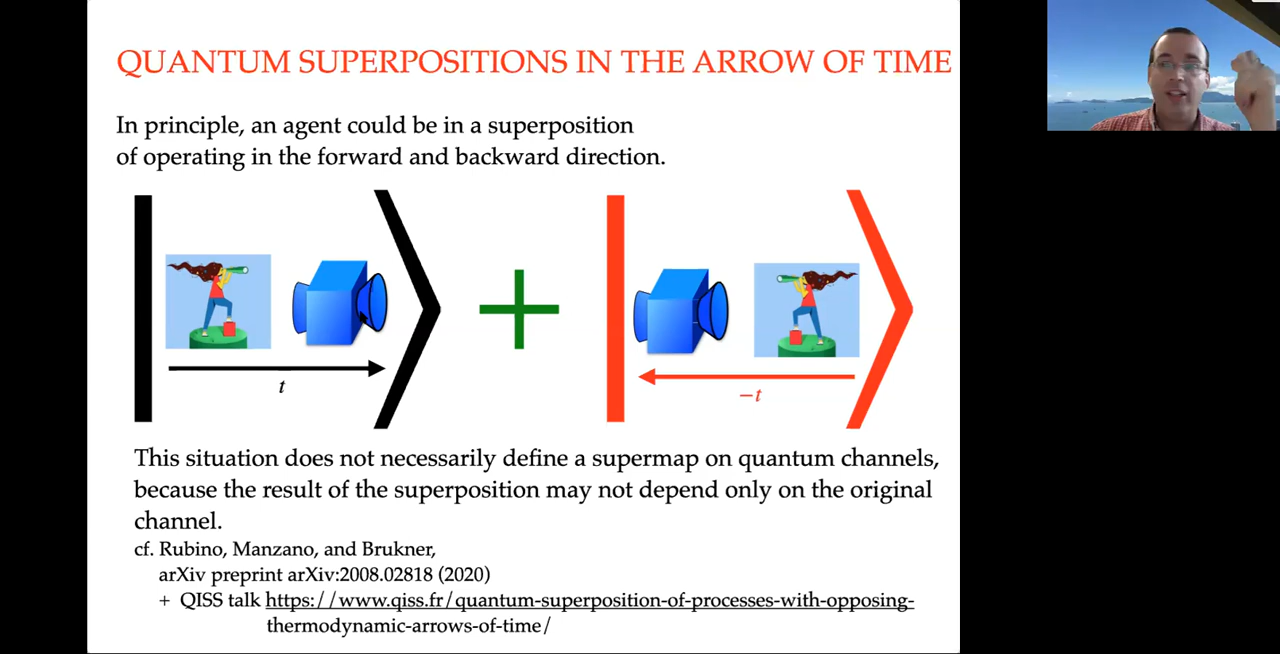 QUANTUM SUPERPOSITIONS IN THE ARROW OF TIME
In principle, an agent could be in a superposition
of operating in the forward and backward direction.
t
−t
This situation does not necessarily define a supermap on quantum channels,
because the result of the superposition may not depend only on the original
channel.
cf. Rubino, Manzano, and Brukner,
arXiv preprint arXiv:2008.02818 (2020)
+ QISS talk https://www.qiss.fr/quantum-superposition-of-processes-with-opposing-
thermodynamic-arrows-of-time/